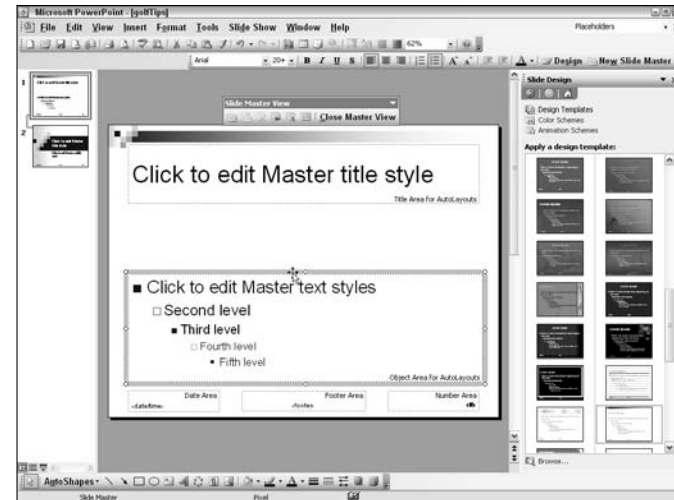 Microsoft PowerPoint - [golfTips]
File Edit View Insert Format Tools Slide Show Window Help
Placeholders
62%
Arial 20+ B I U S A A A Design New Slide Master
Slide Design
Slide Master View
Close Master View
Design Templates
Color Schemes
Animation Schemes
Apply a design template:
1
2
Click to edit Master title style
Title Area for AutoLayouts
Click to edit Master text styles
Second level
Third level
Fourth level
Fifth level
Object Area for AutoLayouts
Date Area
Footer Area
Number Area
<date/time>
<footer>
<#>
Browse...
AutoShapes
Slide Master
Pixel